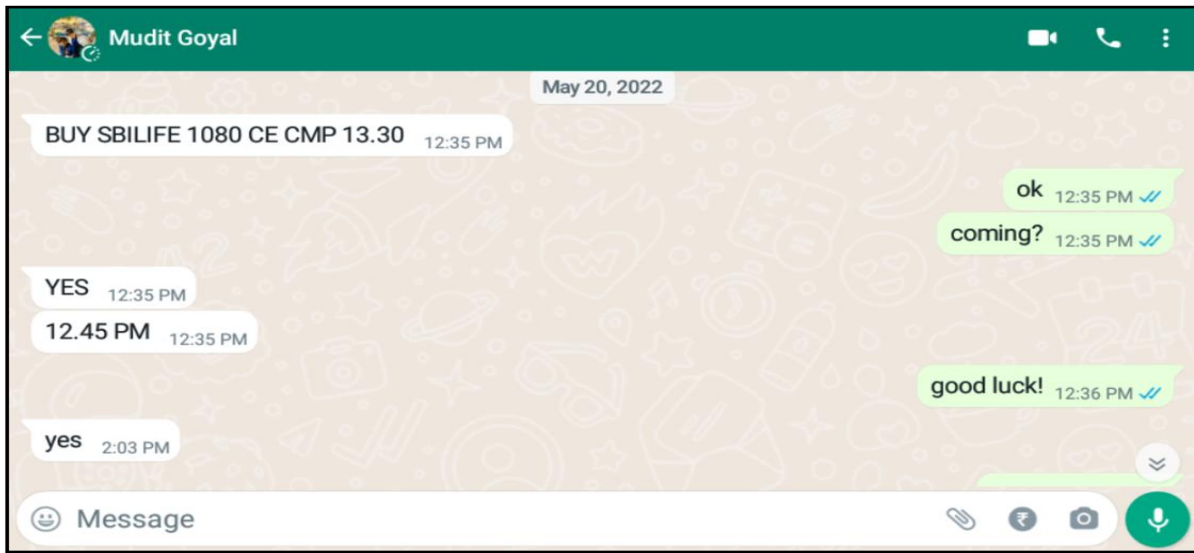 Mudit Goyal
May 20, 2022
BUY SBILIFE 1080 CE CMP 13.30 12:35 PM
ok 12:35 PM
coming? 12:35 PM
YES 12:35 PM
12.45 PM 12:35 PM
good luck! 12:36 PM
yes 2:03 PM
Message
₹